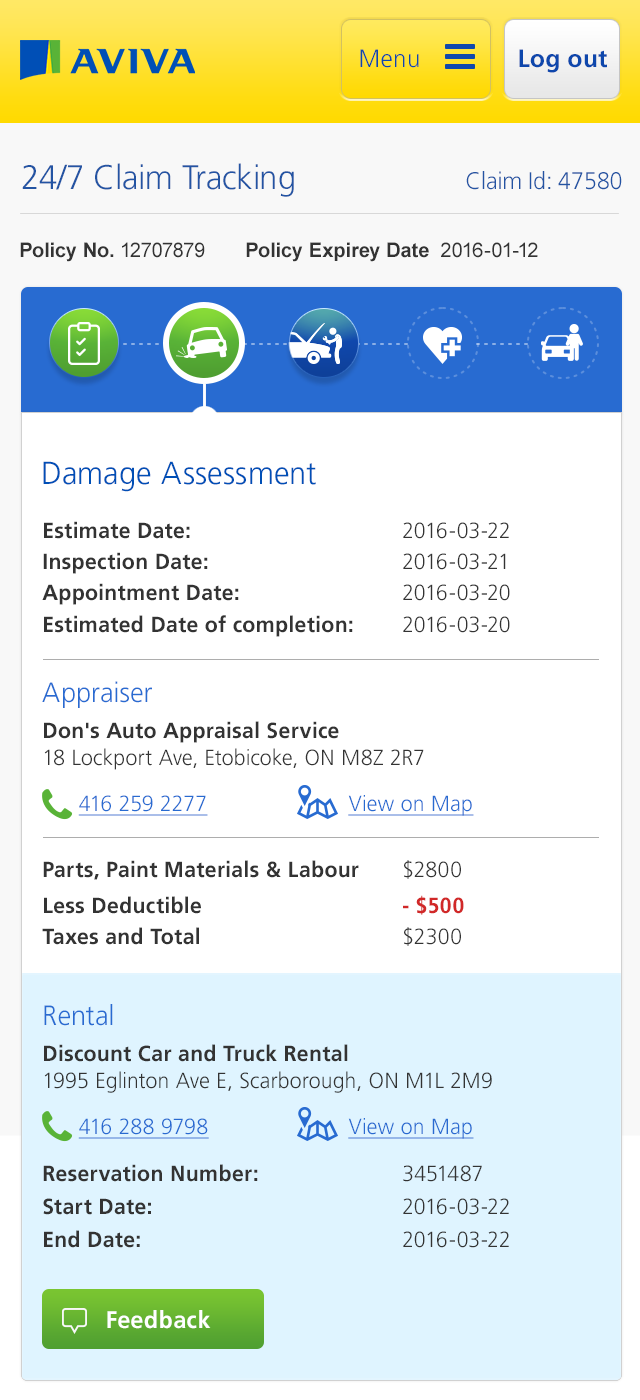 AVIVA Menu Log out
24/7 Claim Tracking Claim Id: 47580
Policy No. 12707879 Policy Expirey Date 2016-01-12
Damage Assessment
Estimate Date: 2016-03-22
Inspection Date: 2016-03-21
Appointment Date: 2016-03-20
Estimated Date of completion: 2016-03-20
Appraiser
Don's Auto Appraisal Service
18 Lockport Ave, Etobicoke, ON M8Z 2R7
416 259 2277 View on Map
Parts, Paint Materials & Labour $2800
Less Deductible - $500
Taxes and Total $2300
Rental
Discount Car and Truck Rental
1995 Eglinton Ave E, Scarborough, ON M1L 2M9
416 288 9798 View on Map
Reservation Number: 3451487
Start Date: 2016-03-22
End Date: 2016-03-22
Feedback